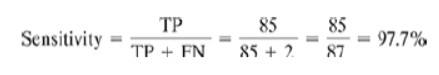 Sensitivity = TP / (TP + FN) = 85 / (85 + 2) = 85 / 87 = 97.7%